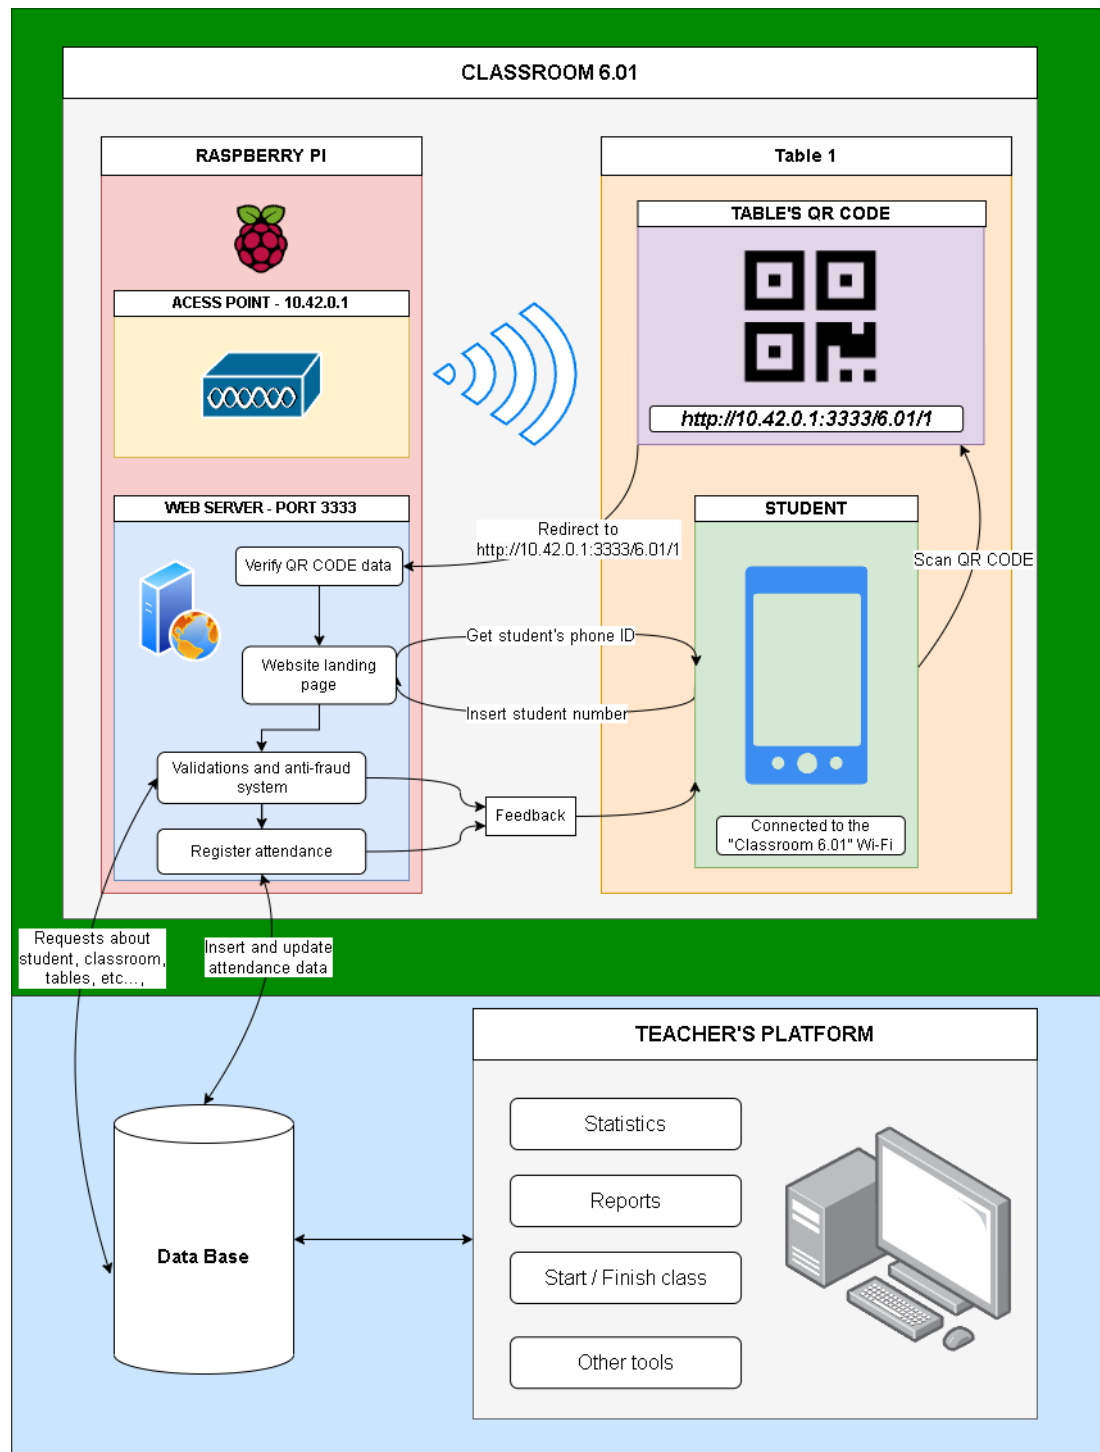 CLASSROOM 6.01
RASPBERRY PI
ACESS POINT - 10.42.0.1
WEB SERVER - PORT 3333
Verify QR CODE data
Website landing
page
Validations and anti-fraud
system
Register attendance
Redirect to
http://10.42.0.1:3333/6.01/1
Get student's phone ID
Insert student number
Feedback
Table 1
TABLE'S QR CODE
http://10.42.0.1:3333/6.01/1
STUDENT
Scan QR CODE
Connected to the
"Classroom 6.01" Wi-Fi
Requests about
student, classroom,
tables, etc...,
Insert and update
attendance data
Data Base
TEACHER'S PLATFORM
Statistics
Reports
Start / Finish class
Other tools